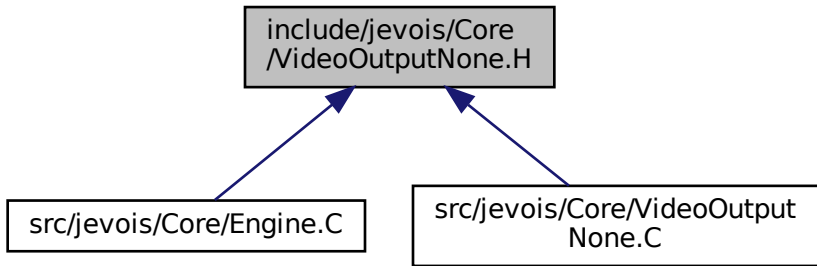 include/jevois/Core
/VideoOutputNone.H
src/jevois/Core/Engine.C
src/jevois/Core/VideoOutput
None.C